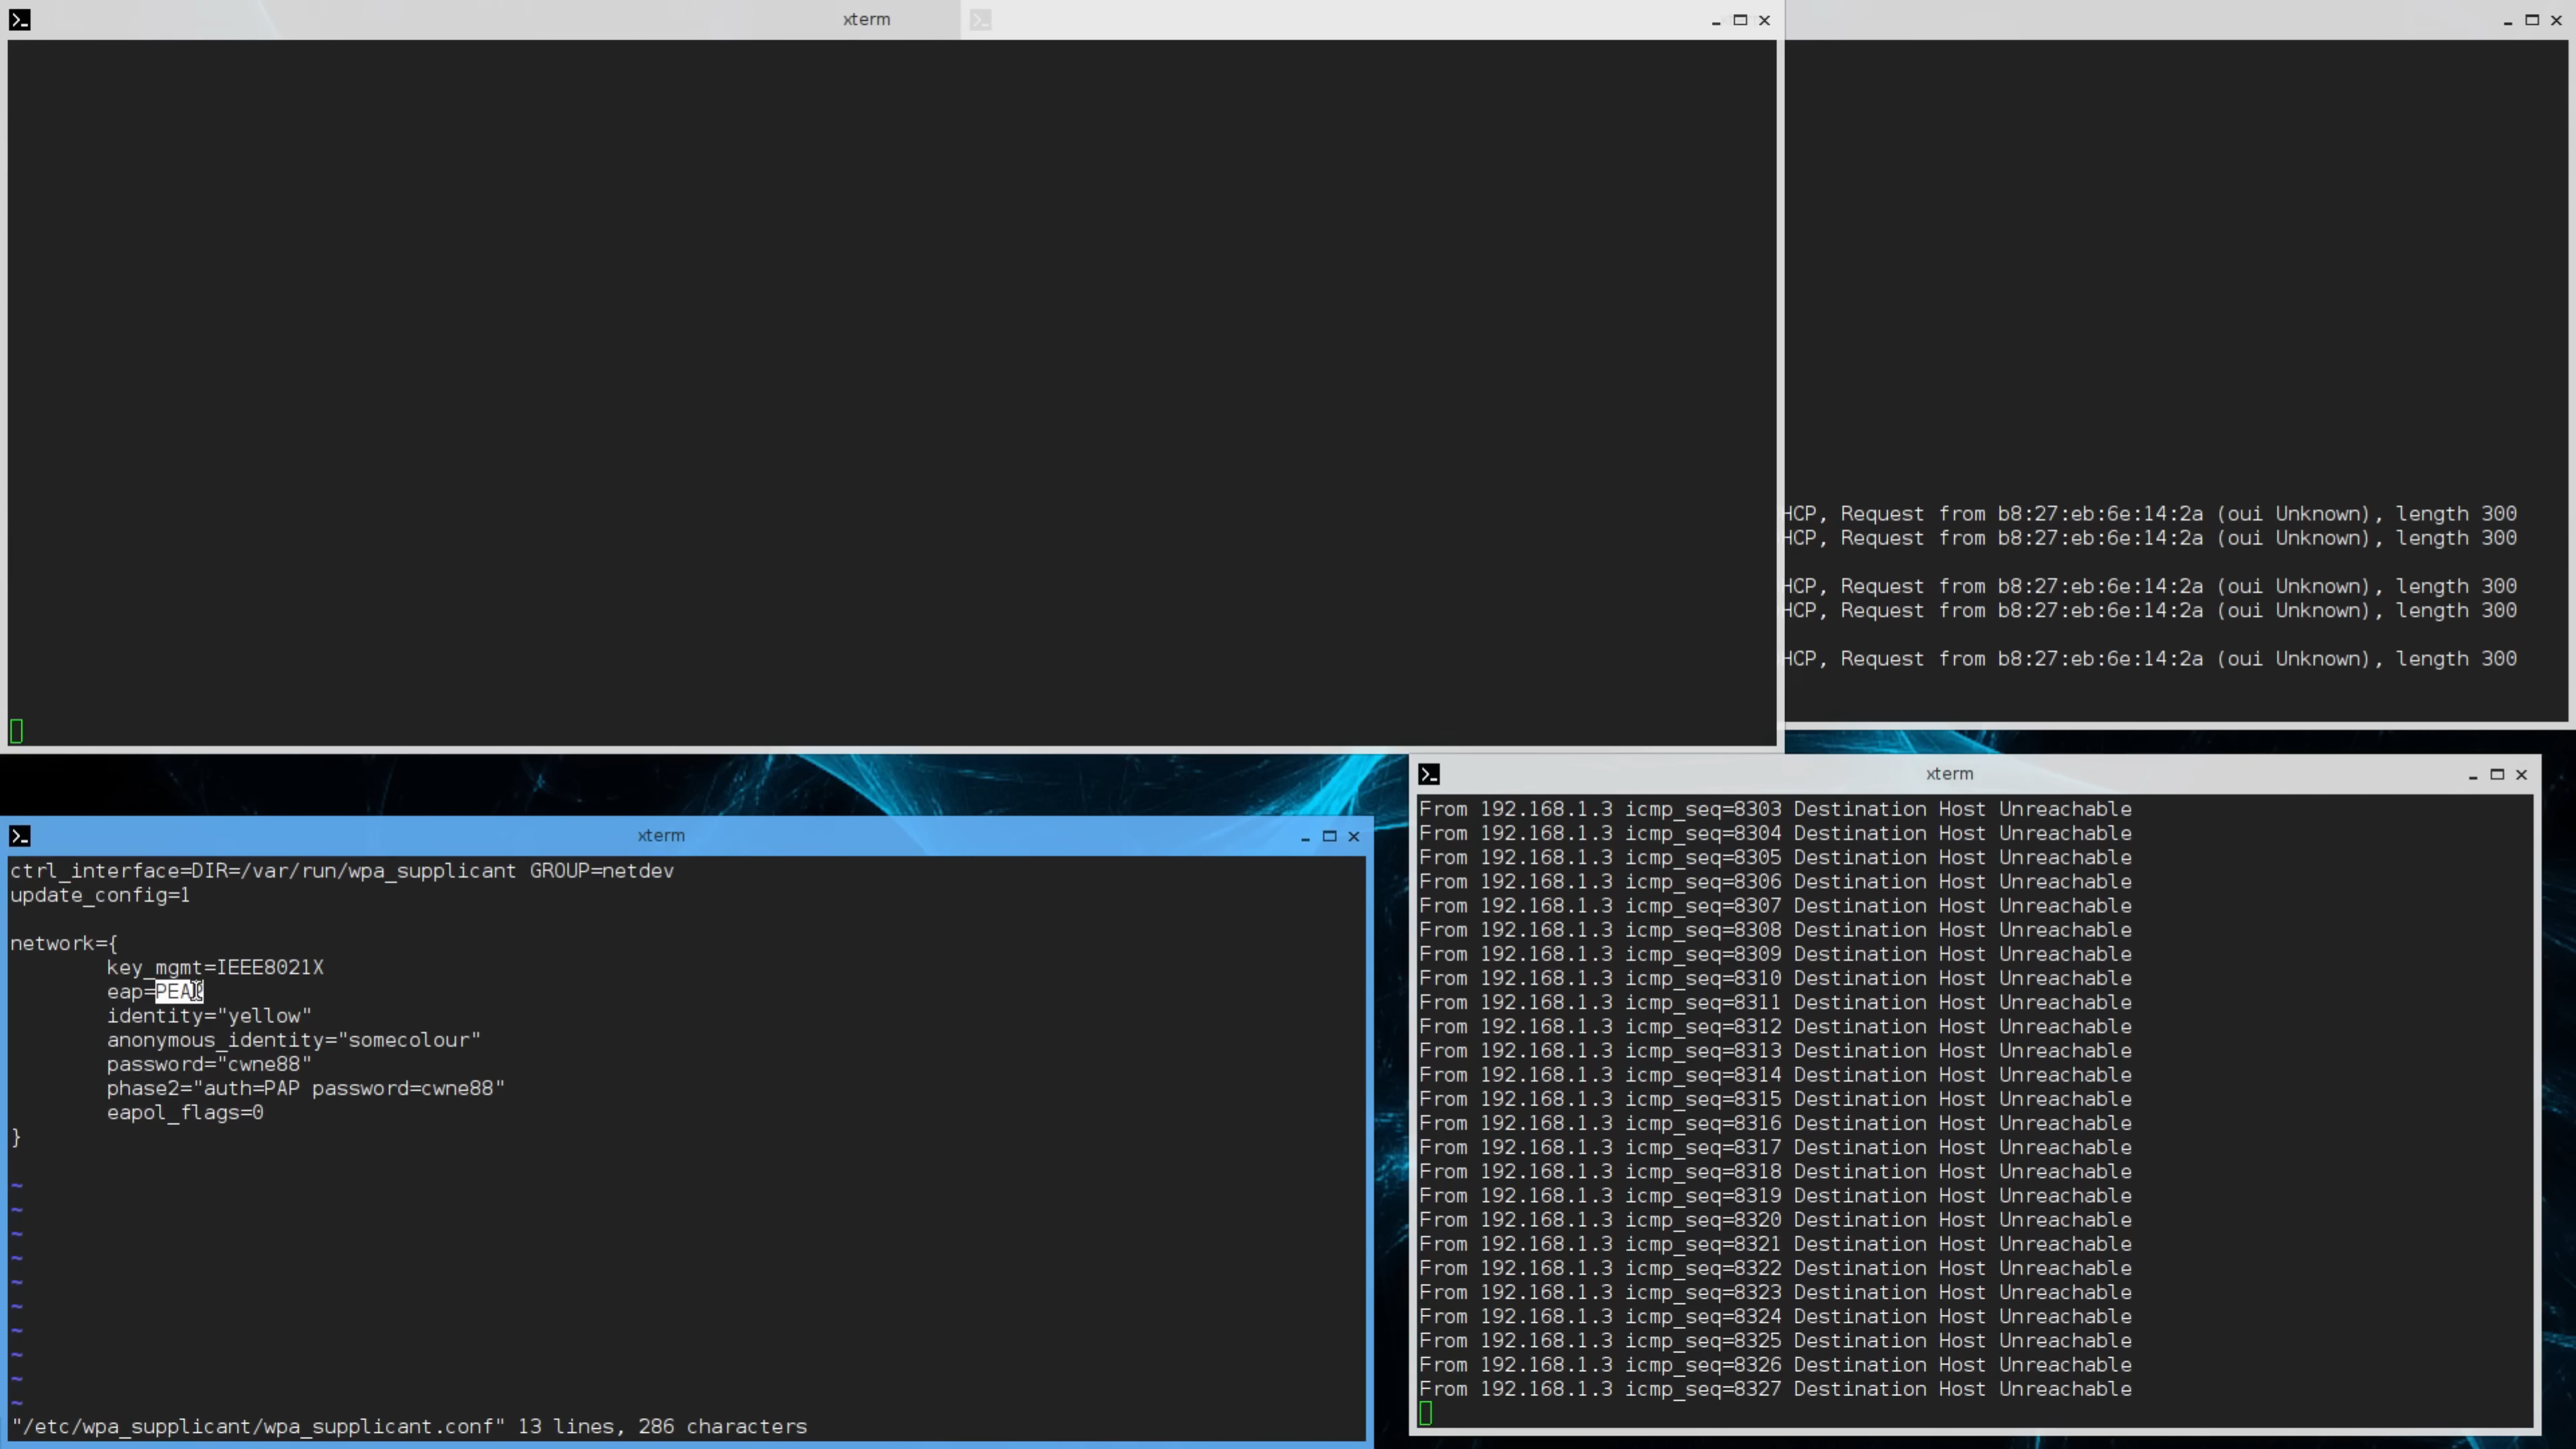 xterm
HCP, Request from b8:27:eb:6e:14:2a (oui Unknown), length 300
HCP, Request from b8:27:eb:6e:14:2a (oui Unknown), length 300
HCP, Request from b8:27:eb:6e:14:2a (oui Unknown), length 300
HCP, Request from b8:27:eb:6e:14:2a (oui Unknown), length 300
HCP, Request from b8:27:eb:6e:14:2a (oui Unknown), length 300
xterm
ctrl_interface=DIR=/var/run/wpa_supplicant GROUP=netdev
update_config=1
network={
key_mgmt=IEEE8021X
eap=PEAP
identity="yellow"
anonymous_identity="somecolour"
password="cwne88"
phase2="auth=PAP password=cwne88"
eapol_flags=0
}
~
~
~
~
~
~
~
~
~
~
"/etc/wpa_supplicant/wpa_supplicant.conf" 13 lines, 286 characters
xterm
From 192.168.1.3 icmp_seq=8303 Destination Host Unreachable
From 192.168.1.3 icmp_seq=8304 Destination Host Unreachable
From 192.168.1.3 icmp_seq=8305 Destination Host Unreachable
From 192.168.1.3 icmp_seq=8306 Destination Host Unreachable
From 192.168.1.3 icmp_seq=8307 Destination Host Unreachable
From 192.168.1.3 icmp_seq=8308 Destination Host Unreachable
From 192.168.1.3 icmp_seq=8309 Destination Host Unreachable
From 192.168.1.3 icmp_seq=8310 Destination Host Unreachable
From 192.168.1.3 icmp_seq=8311 Destination Host Unreachable
From 192.168.1.3 icmp_seq=8312 Destination Host Unreachable
From 192.168.1.3 icmp_seq=8313 Destination Host Unreachable
From 192.168.1.3 icmp_seq=8314 Destination Host Unreachable
From 192.168.1.3 icmp_seq=8315 Destination Host Unreachable
From 192.168.1.3 icmp_seq=8316 Destination Host Unreachable
From 192.168.1.3 icmp_seq=8317 Destination Host Unreachable
From 192.168.1.3 icmp_seq=8318 Destination Host Unreachable
From 192.168.1.3 icmp_seq=8319 Destination Host Unreachable
From 192.168.1.3 icmp_seq=8320 Destination Host Unreachable
From 192.168.1.3 icmp_seq=8321 Destination Host Unreachable
From 192.168.1.3 icmp_seq=8322 Destination Host Unreachable
From 192.168.1.3 icmp_seq=8323 Destination Host Unreachable
From 192.168.1.3 icmp_seq=8324 Destination Host Unreachable
From 192.168.1.3 icmp_seq=8325 Destination Host Unreachable
From 192.168.1.3 icmp_seq=8326 Destination Host Unreachable
From 192.168.1.3 icmp_seq=8327 Destination Host Unreachable